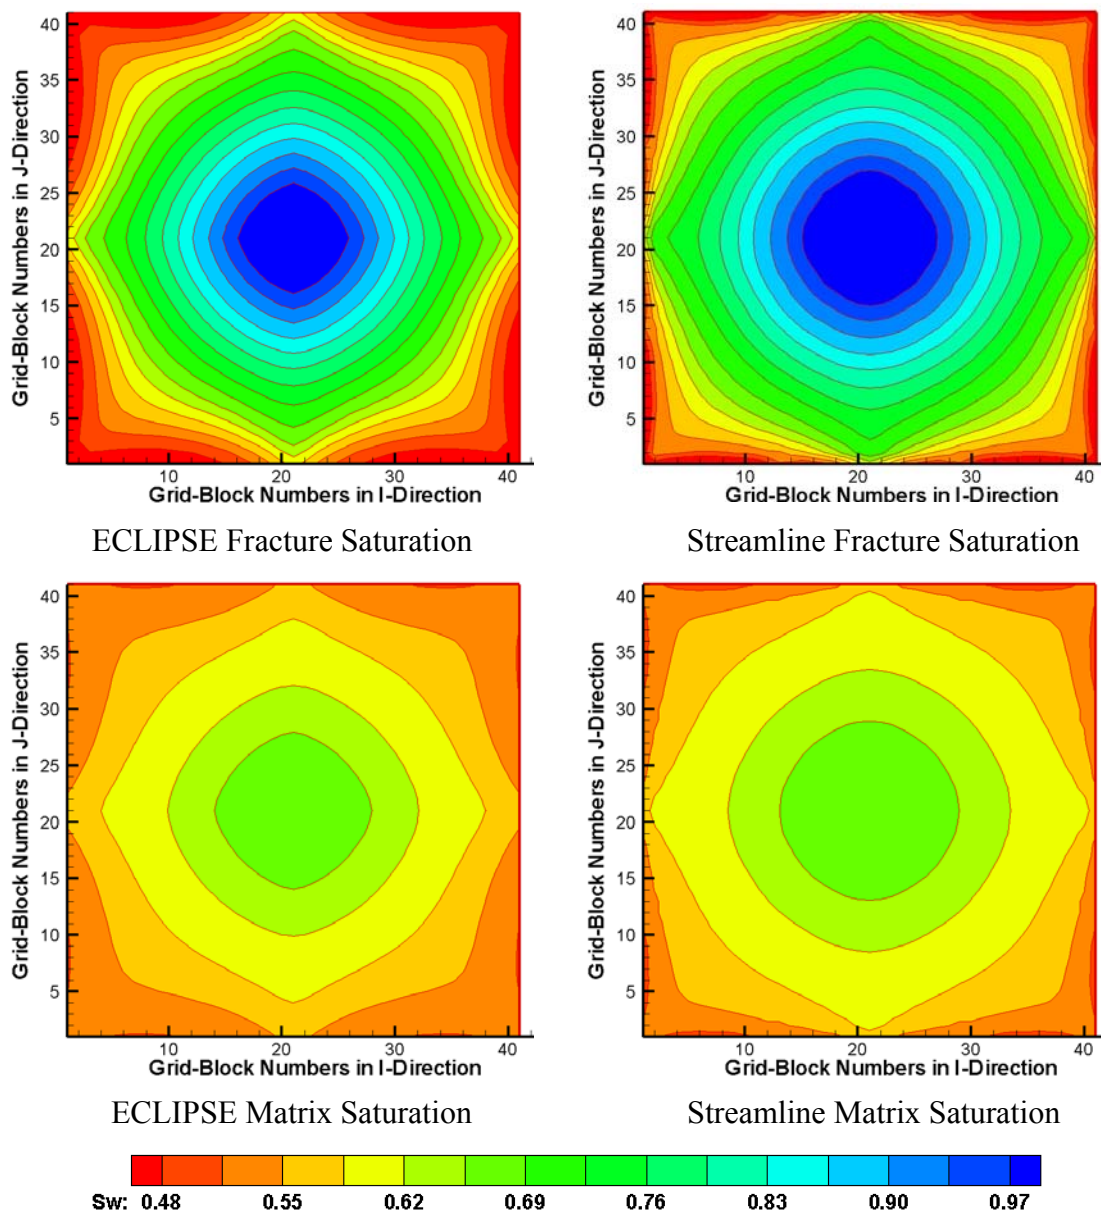 40
35
30
25
20
15
10
5
10 20 30 40
Grid-Block Numbers in J-Direction
Grid-Block Numbers in I-Direction
ECLIPSE Fracture Saturation
40
35
30
25
20
15
10
5
10 20 30 40
Grid-Block Numbers in J-Direction
Grid-Block Numbers in I-Direction
Streamline Fracture Saturation
40
35
30
25
20
15
10
5
10 20 30 40
Grid-Block Numbers in J-Direction
Grid-Block Numbers in I-Direction
ECLIPSE Matrix Saturation
40
35
30
25
20
15
10
5
10 20 30 40
Grid-Block Numbers in J-Direction
Grid-Block Numbers in I-Direction
Streamline Matrix Saturation
Sw: 0.48 0.55 0.62 0.69 0.76 0.83 0.90 0.97